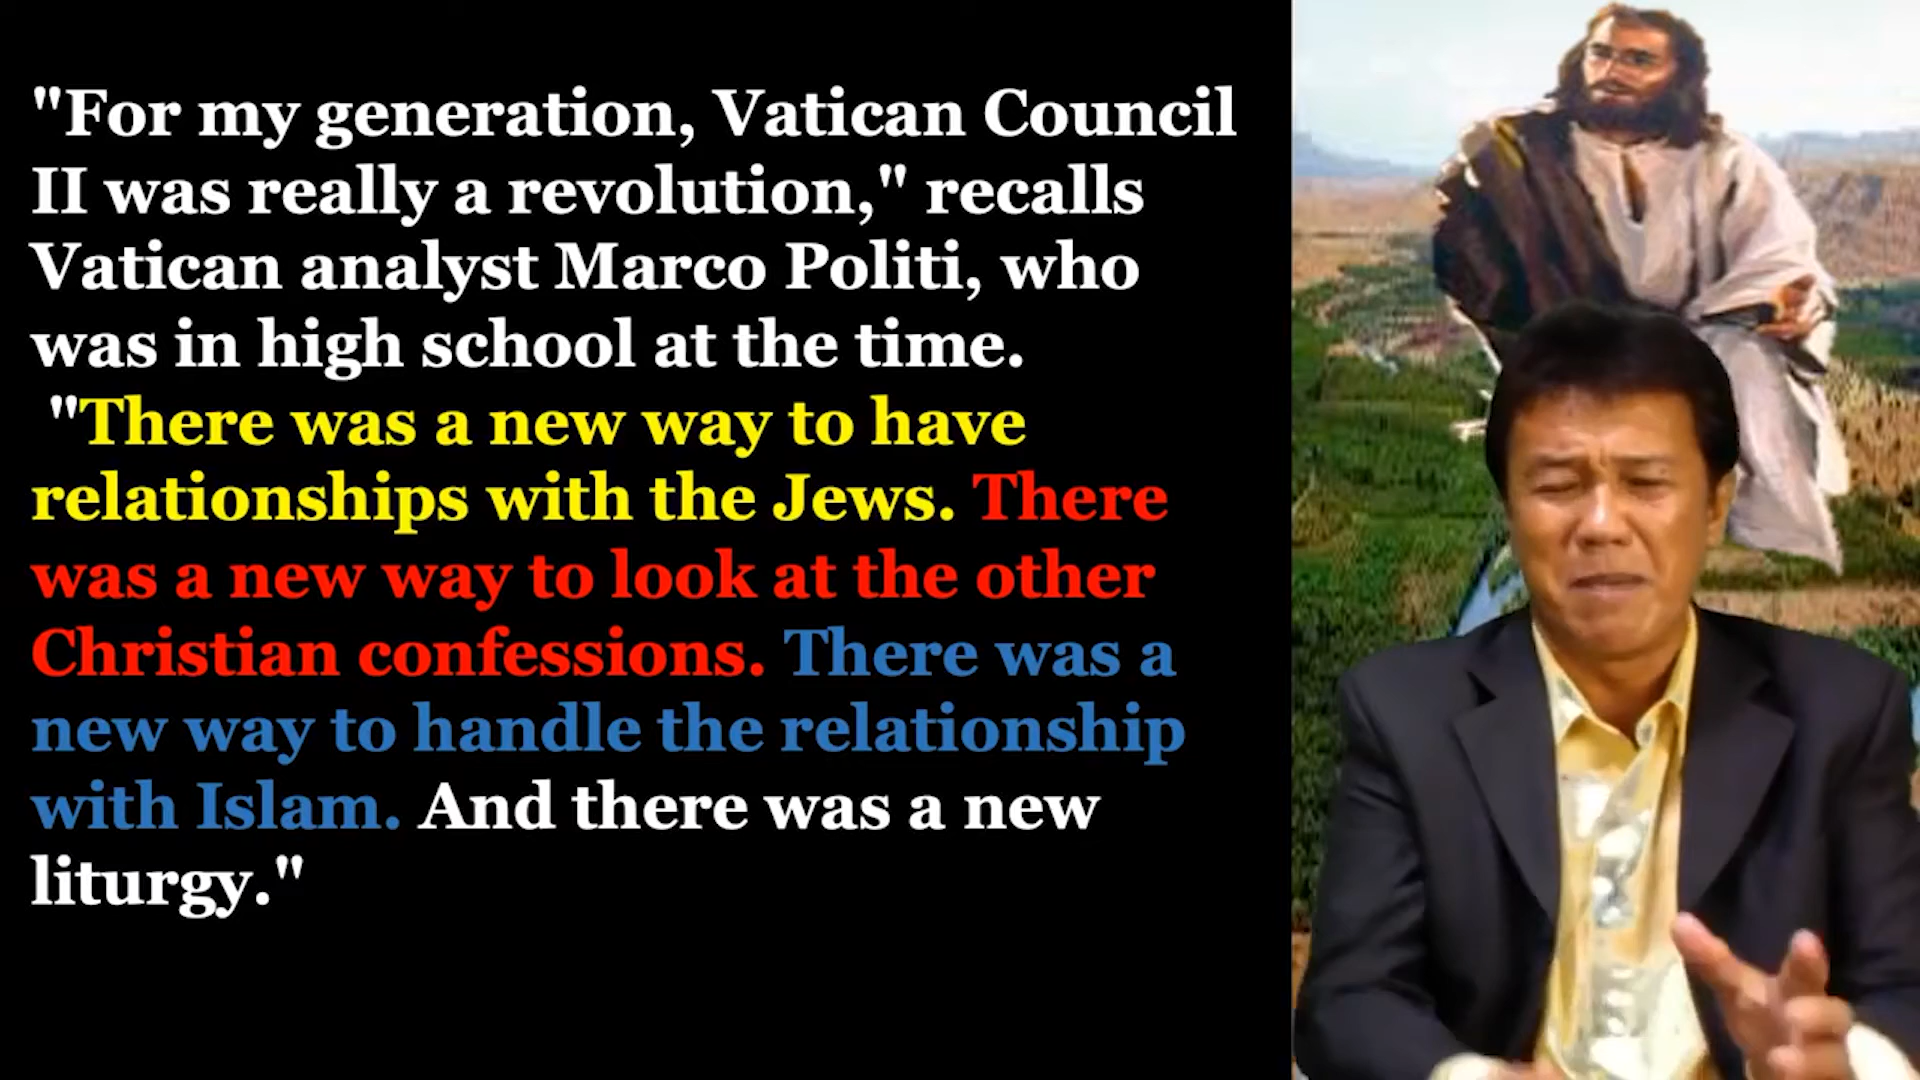 "For my generation, Vatican Council
II was really a revolution," recalls
Vatican analyst Marco Politi, who
was in high school at the time.
"There was a new way to have
relationships with the Jews. There
was a new way to look at the other
Christian confessions. There was a
new way to handle the relationship
with Islam. And there was a new
liturgy."